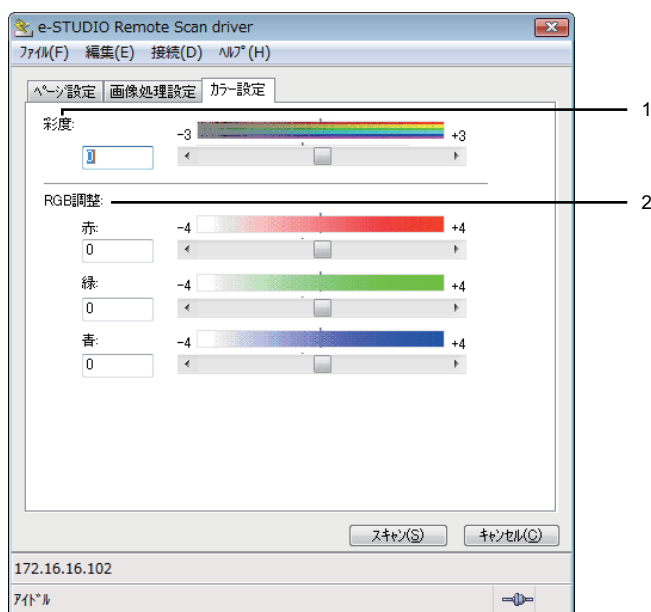 e-STUDIO Remote Scan driver
ﾌｧｲﾙ(F) 編集(E) 接続(D) ﾍﾙﾌﾟ(H)
ﾍﾟｰｼﾞ設定 画像処理設定 ｶﾗｰ設定
彩度: 1
-3 +3
0
RGB調整: 2
赤: -4 +4
0
緑: -4 +4
0
青: -4 +4
0
ｽｷｬﾝ(S) ｷｬﾝｾﾙ(C)
172.16.16.102
ｱｲﾄﾞﾙ